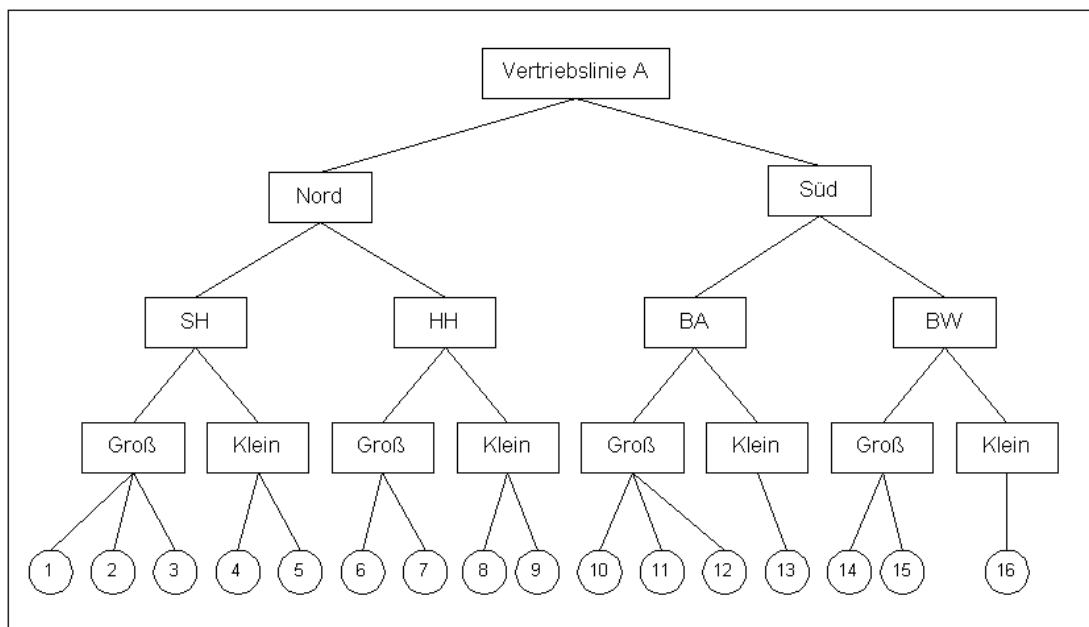 Vertriebslinie A
Nord Süd
SH HH BA BW
Groß Klein Groß Klein Groß Klein Groß Klein
1 2 3 4 5 6 7 8 9 10 11 12 13 14 15 16